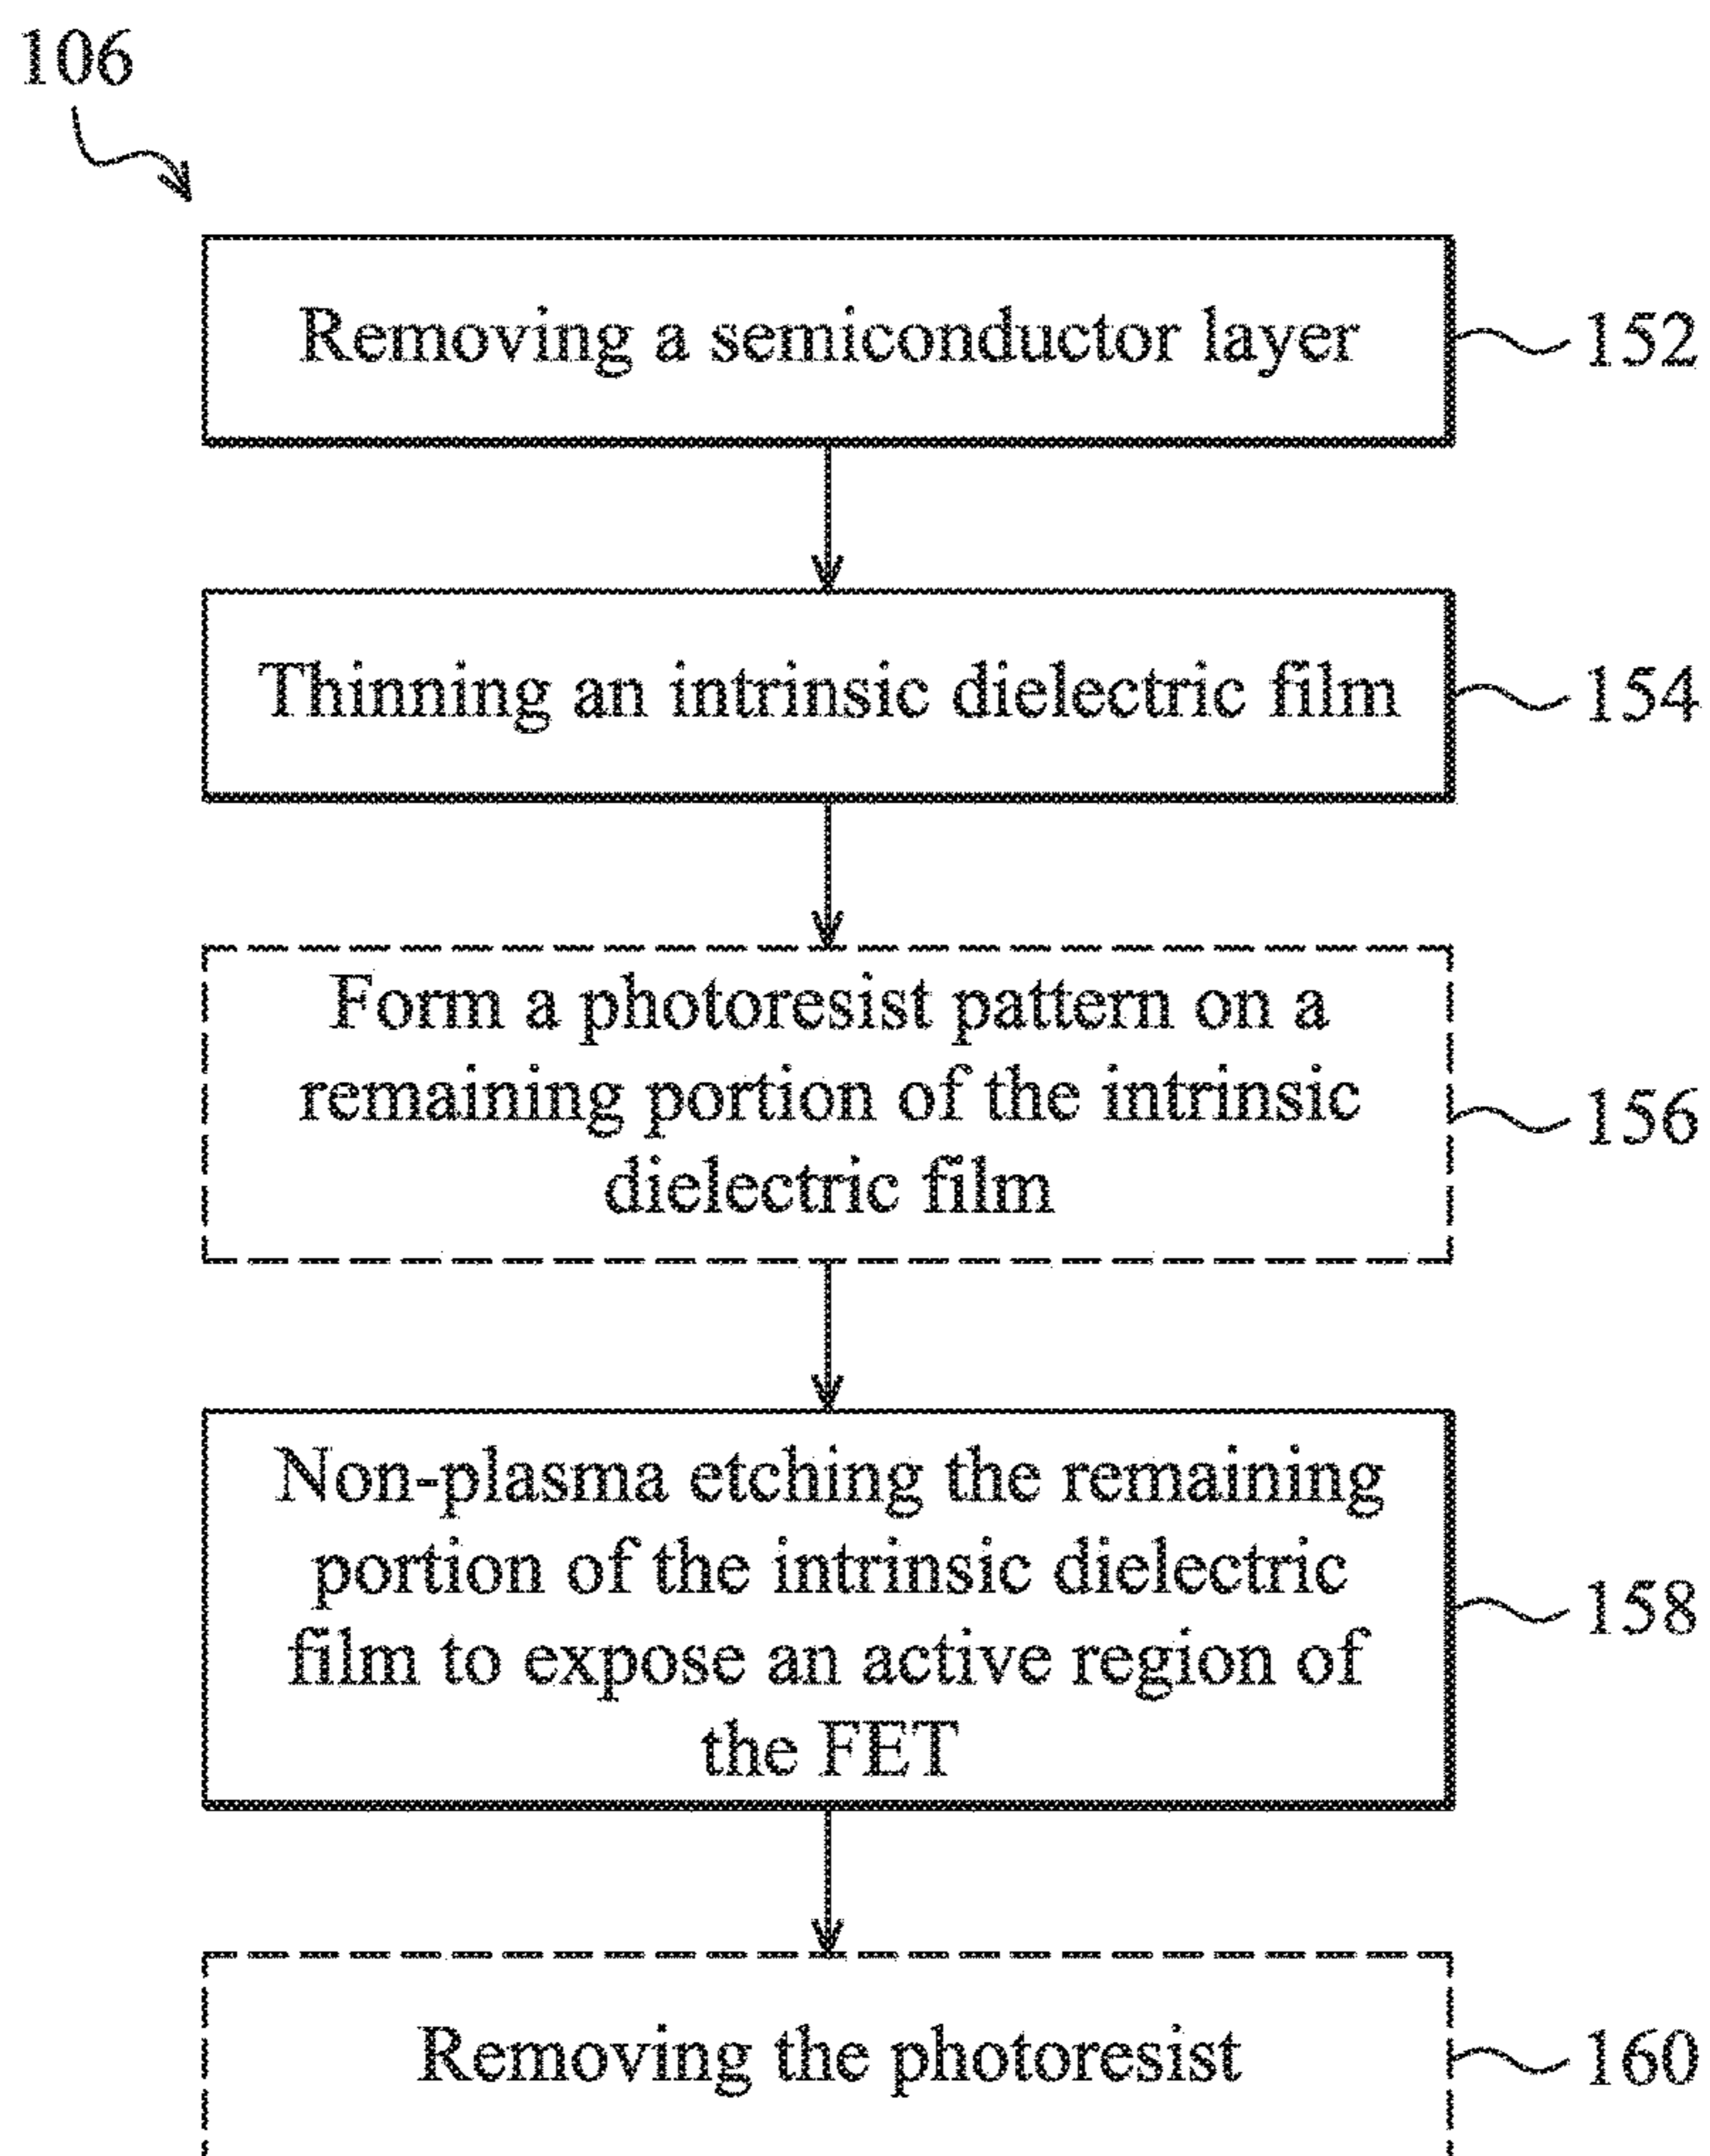 106
Removing a semiconductor layer
152
Thinning an intrinsic dielectric film
154
Form a photoresist pattern on a
remaining portion of the intrinsic
dielectric film
156
Non-plasma etching the remaining
portion of the intrinsic dielectric
film to expose an active region of
the FET
158
Removing the photoresist
160